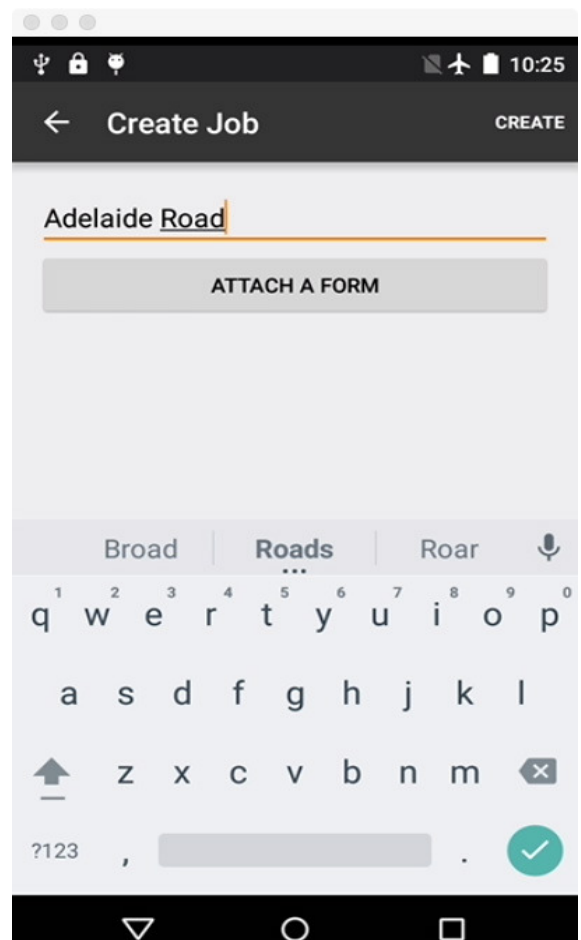 10:25
Create Job CREATE
Adelaide Road
ATTACH A FORM
Broad Roads Roar
1 2 3 4 5 6 7 8 9 0
q w e r t y u i o p
a s d f g h j k l
z x c v b n m
?123 , .